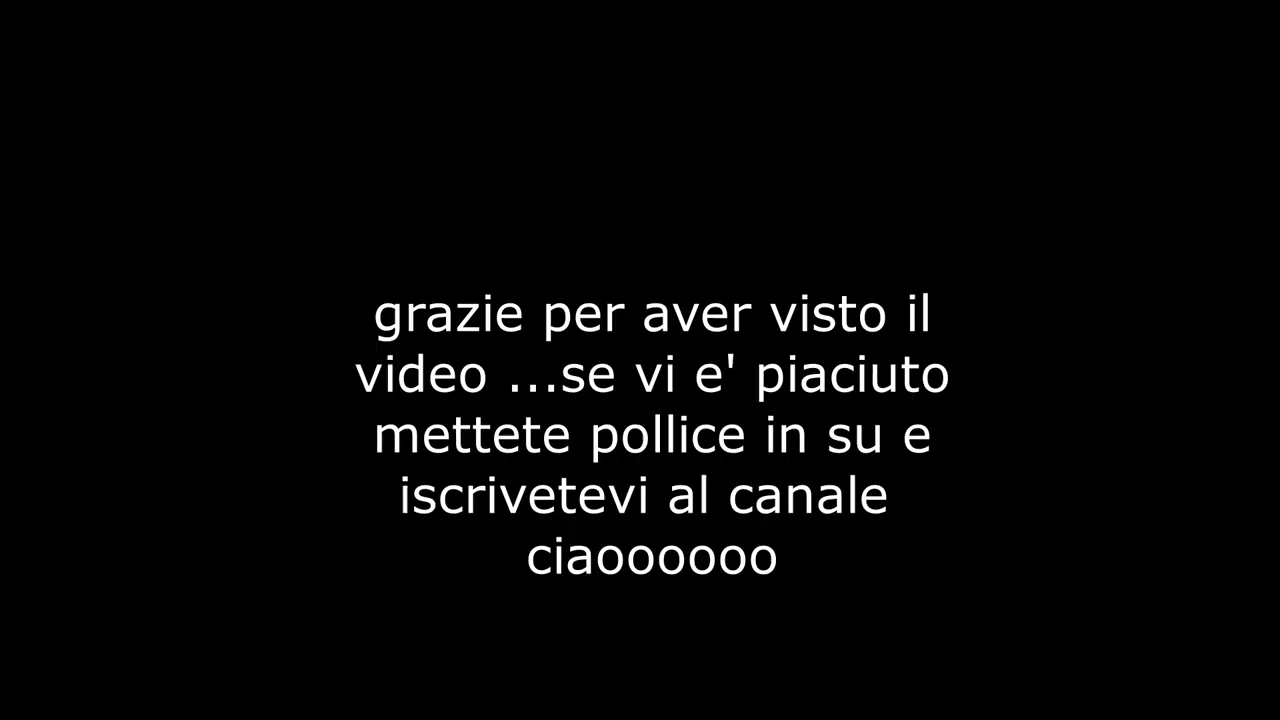 grazie per aver visto il
video ...se vi e' piaciuto
mettete pollice in su e
iscrivetevi al canale
ciaoooooo